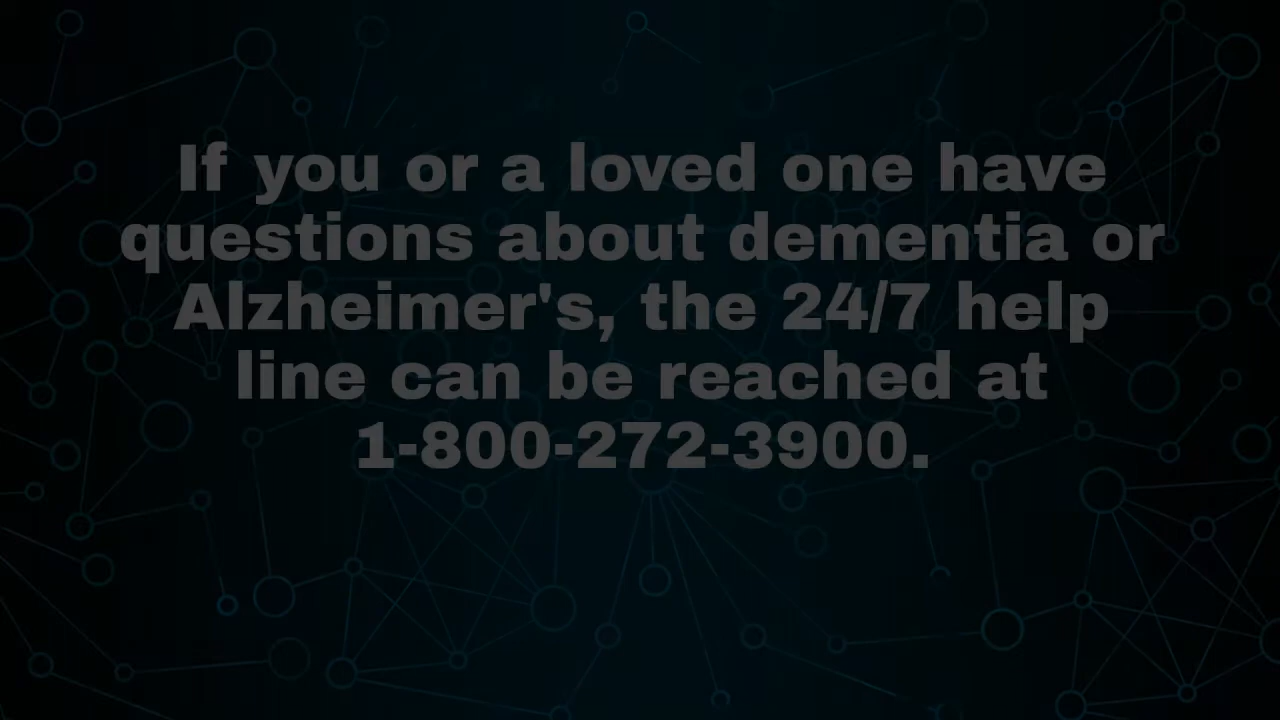 If you or a loved one have
questions about dementia or
Alzheimer's, the 24/7 help
line can be reached at
1-800-272-3900.